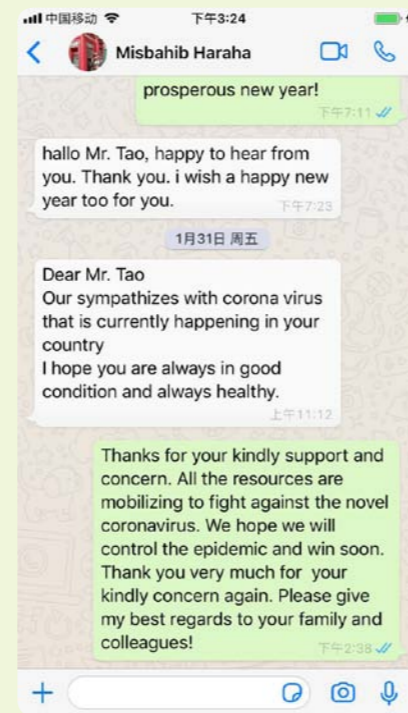 中国移动
下午3:24
Misbahib Haraha
prosperous new year!
下午7:11
hallo Mr. Tao, happy to hear from
you. Thank you. i wish a happy new
year too for you.
下午7:23
1月31日 周五
Dear Mr. Tao
Our sympathizes with corona virus
that is currently happening in your
country
I hope you are always in good
condition and always healthy.
上午11:12
Thanks for your kindly support and
concern. All the resources are
mobilizing to fight against the novel
coronavirus. We hope we will
control the epidemic and win soon.
Thank you very much for your
kindly concern again. Please give
my best regards to your family and
colleagues!
下午2:38